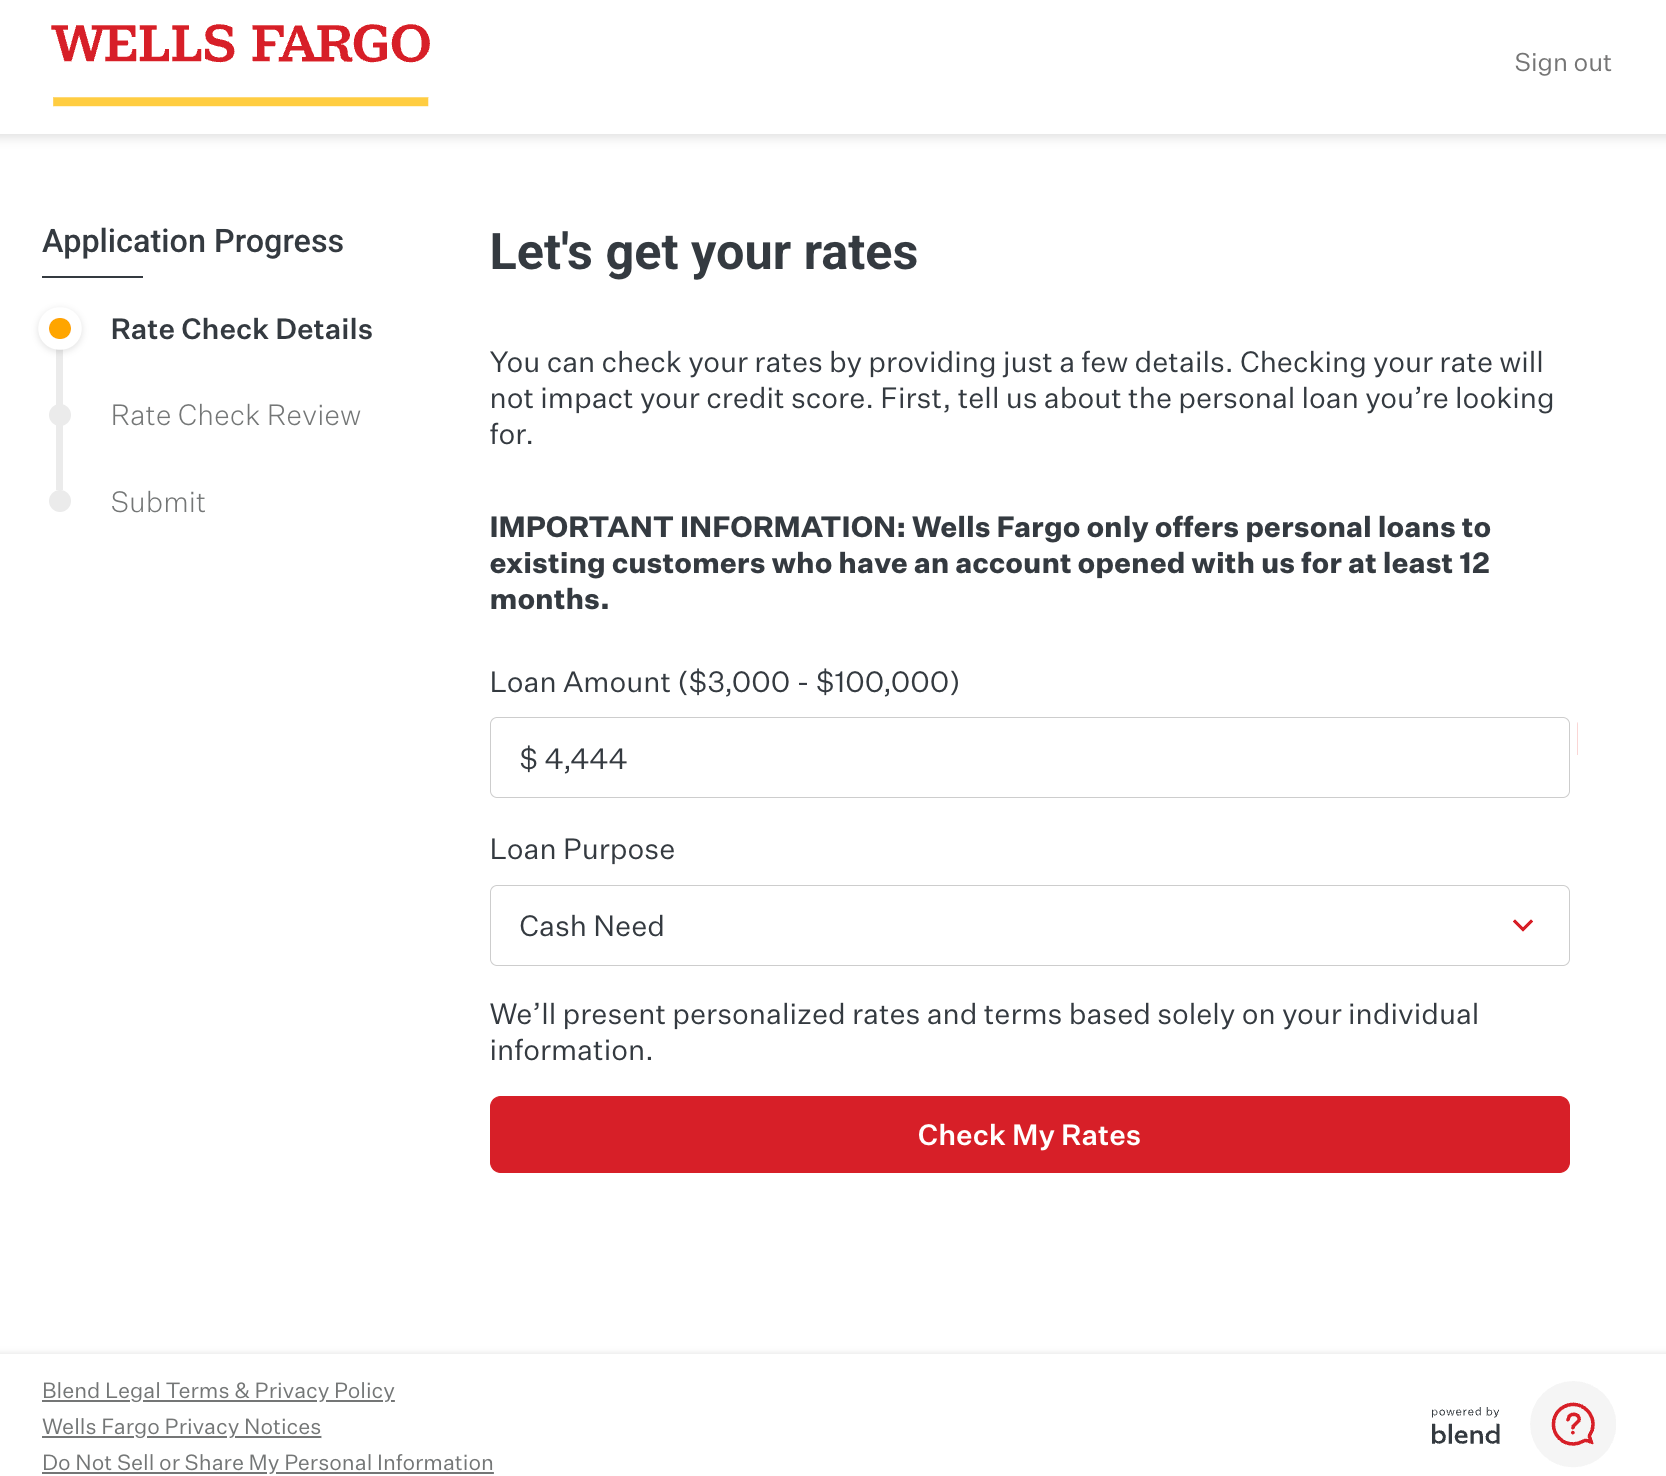 WELLS FARGO
Sign out
Application Progress
Rate Check Details
Rate Check Review
Submit
Let's get your rates
You can check your rates by providing just a few details. Checking your rate will
not impact your credit score. First, tell us about the personal loan you’re looking
for.
IMPORTANT INFORMATION: Wells Fargo only offers personal loans to
existing customers who have an account opened with us for at least 12
months.
Loan Amount ($3,000 - $100,000)
$ 4,444
Loan Purpose
Cash Need
We’ll present personalized rates and terms based solely on your individual
information.
Check My Rates
Blend Legal Terms & Privacy Policy
Wells Fargo Privacy Notices
Do Not Sell or Share My Personal Information
powered by
blend
?